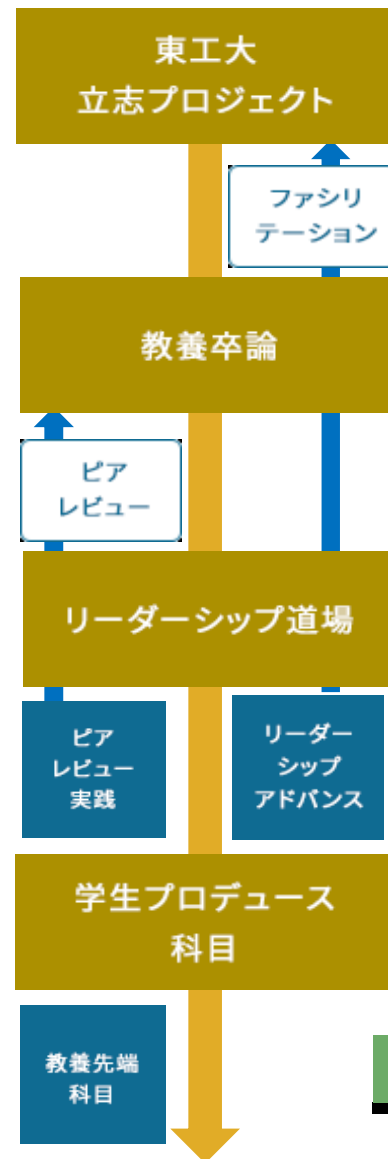 東工大
立志プロジェクト
ファシリ
テーション
教養卒論
ピア
レビュー
リーダーシップ道場
ピア
レビュー
実践
リーダー
シップ
アドバンス
学生プロデュース
科目
教養先端
科目